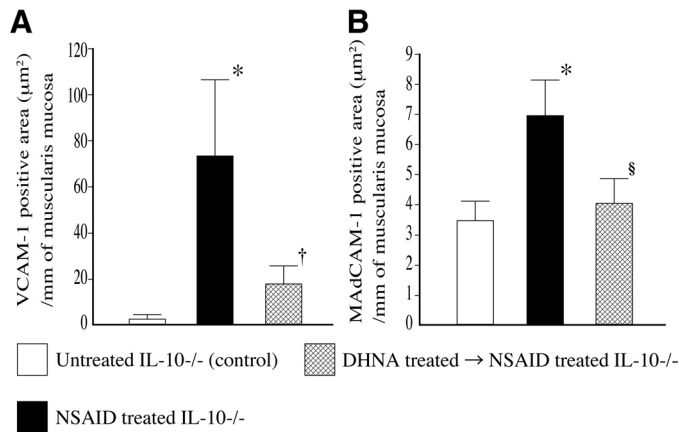 A
VCAM-1 positive area (μm²)
/mm of muscularis mucosa
120
100
80
60
40
20
0
*
†
B
MAdCAM-1 positive area (μm²)
/mm of muscularis mucosa
9
8
7
6
5
4
3
2
1
0
*
§
Untreated IL-10-/- (control)
DHNA treated → NSAID treated IL-10-/-
NSAID treated IL-10-/-